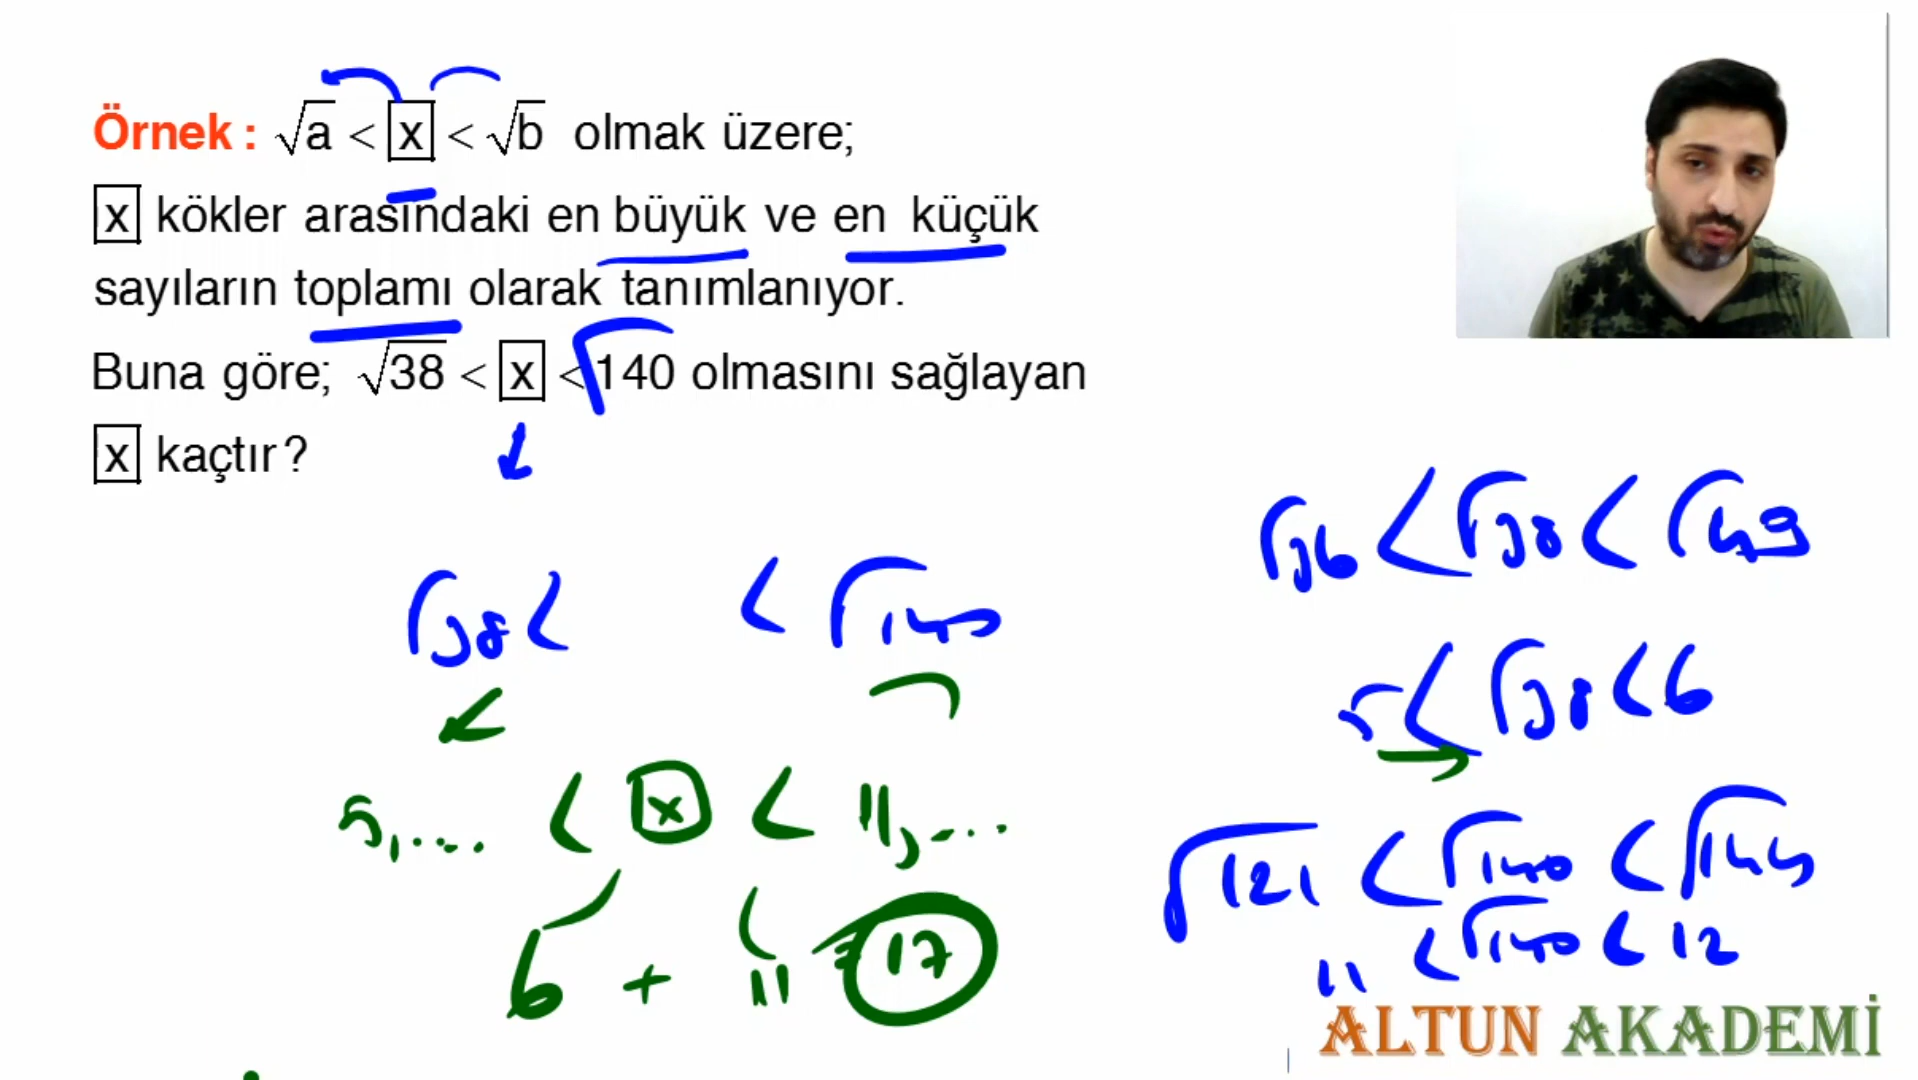 Örnek : √a < x < √b olmak üzere;
x kökler arasındaki en büyük ve en küçük
sayıların toplamı olarak tanımlanıyor.
Buna göre; √38 < x < √140 olmasını sağlayan
x kaçtır ?
√36 < √38 < √49
√38 < < √140
5 < √38 < 6
5,.... < x < 11,...
√121 < √140 < √144
6 + 11 = 17
11 < √140 < 12
ALTUN AKADEMİ